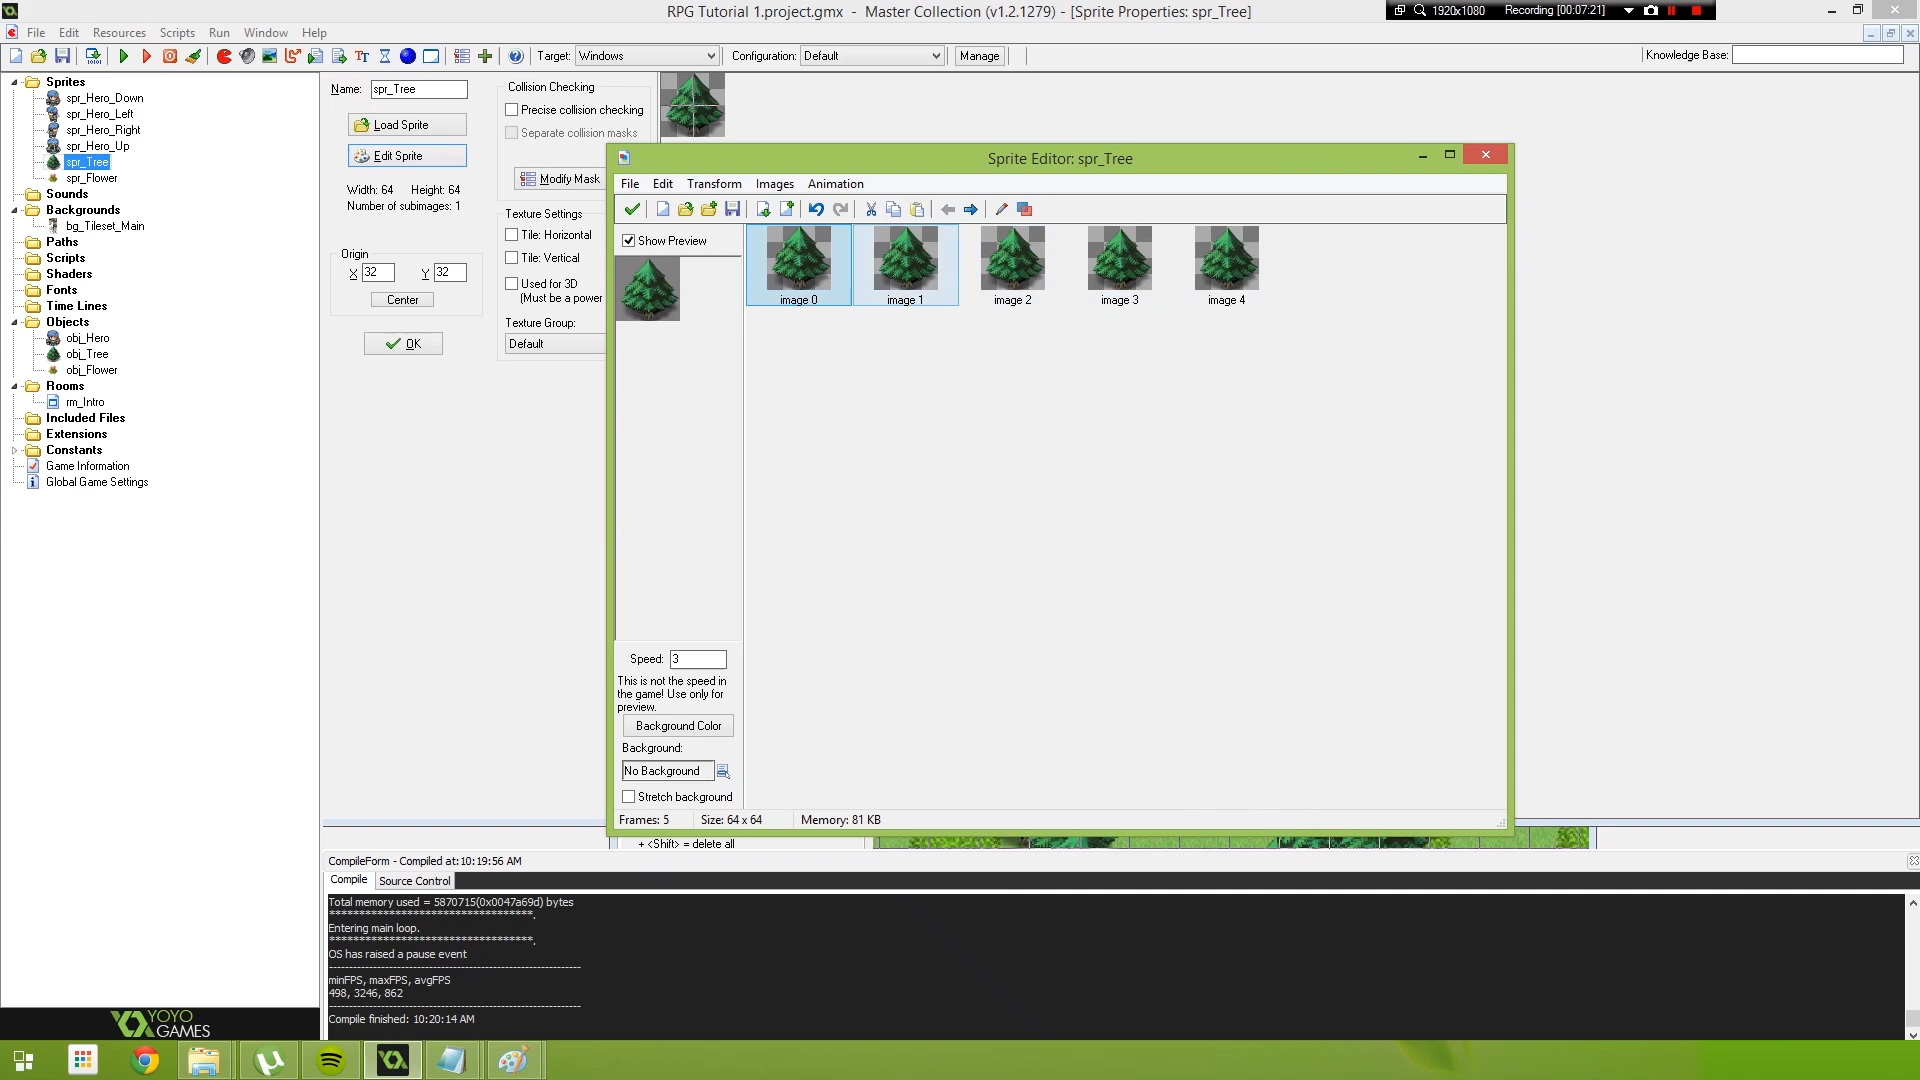 RPG Tutorial 1.project.gmx - Master Collection (v1.2.1279) - [Sprite Properties: spr_Tree]
1920x1080 Recording [00:07:21]
File Edit Resources Scripts Run Window Help
Target: Windows Configuration: Default Manage Knowledge Base:
Sprites
spr_Hero_Down
spr_Hero_Left
spr_Hero_Right
spr_Hero_Up
spr_Tree
spr_Flower
Sounds
Backgrounds
bg_Tileset_Main
Paths
Scripts
Shaders
Fonts
Time Lines
Objects
obj_Hero
obj_Tree
obj_Flower
Rooms
rm_Intro
Included Files
Extensions
Constants
Game Information
Global Game Settings
YOYO
GAMES
Name: spr_Tree
Load Sprite
Edit Sprite
Width: 64 Height: 64
Number of subimages: 1
Origin
X 32 Y 32
Center
OK
Collision Checking
Precise collision checking
Separate collision masks
Modify Mask
Texture Settings
Tile: Horizontal
Tile: Vertical
Used for 3D
(Must be a power
Texture Group:
Default
Sprite Editor: spr_Tree
File Edit Transform Images Animation
Show Preview
image 0 image 1 image 2 image 3 image 4
Speed: 3
This is not the speed in
the game! Use only for
preview.
Background Color
Background:
No Background
Stretch background
Frames: 5 Size: 64 x 64 Memory: 81 KB
+ <Shift> = delete all
CompileForm - Compiled at:10:19:56 AM
Compile Source Control
Total memory used = 5870715(0x0047a69d) bytes
**********************************.
Entering main loop.
**********************************.
OS has raised a pause event
------------------------------------------------------------
minFPS, maxFPS, avgFPS
498, 3246, 862
------------------------------------------------------------
Compile finished: 10:20:14 AM